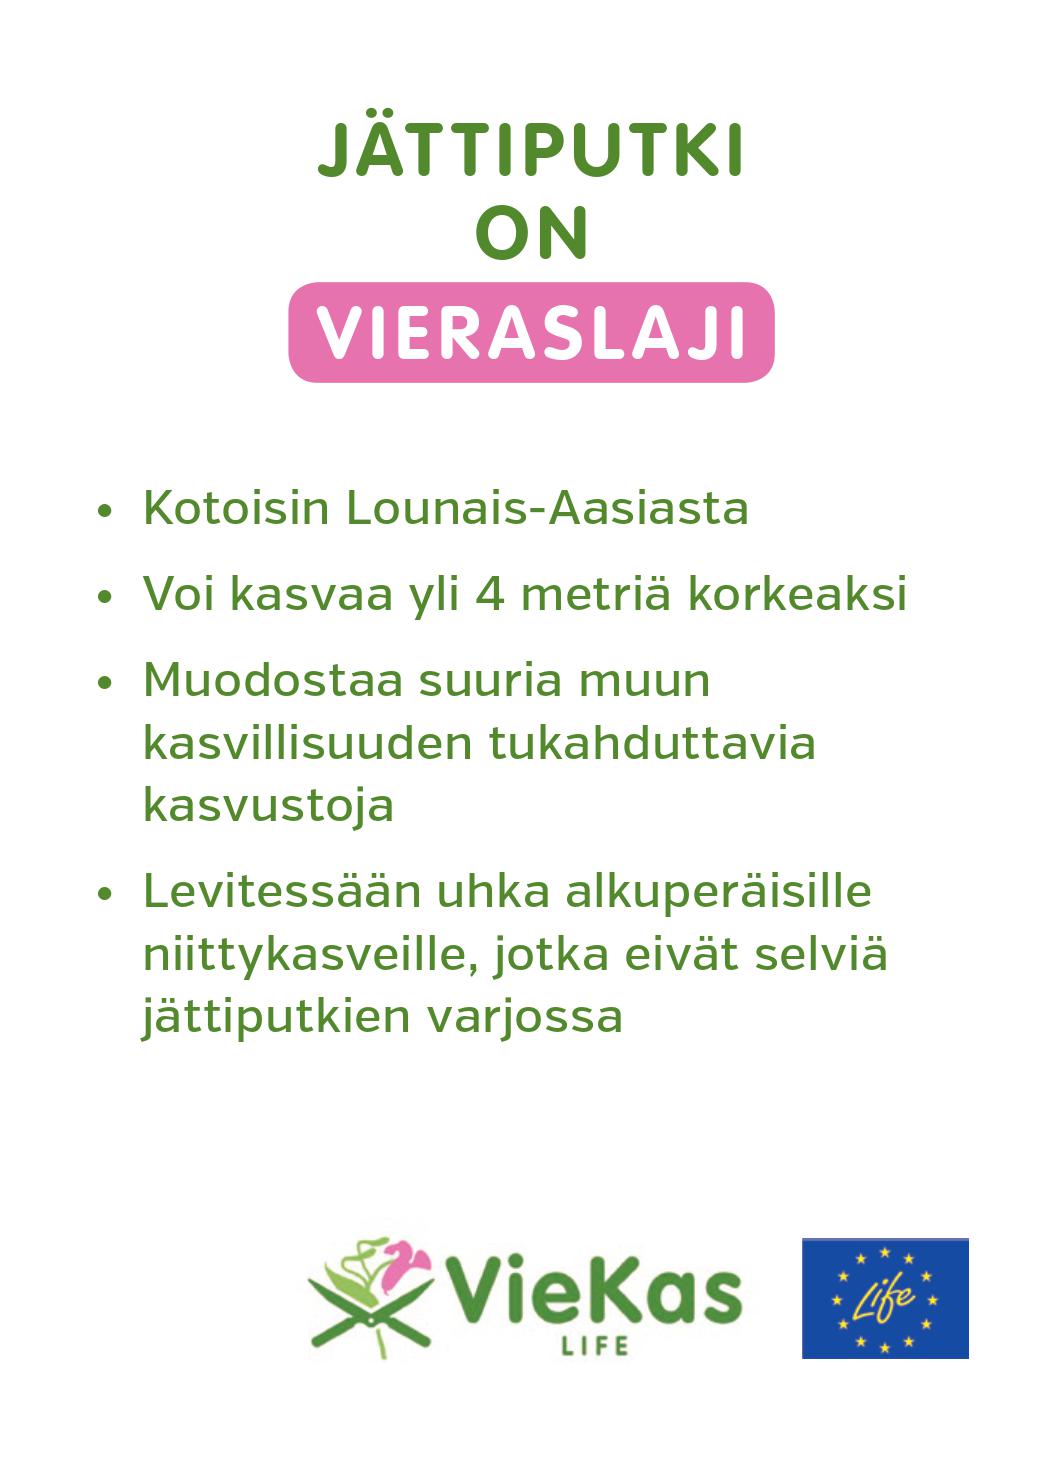 JÄTTIPUTKI
ON
VIERASLAJI
• Kotoisin Lounais-Aasiasta
• Voi kasvaa yli 4 metriä korkeaksi
• Muodostaa suuria muun
kasvillisuuden tukahduttavia
kasvustoja
• Levitessään uhka alkuperäisille
niittykasveille, jotka eivät selviä
jättiputkien varjossa
VieKas
LIFE
Life